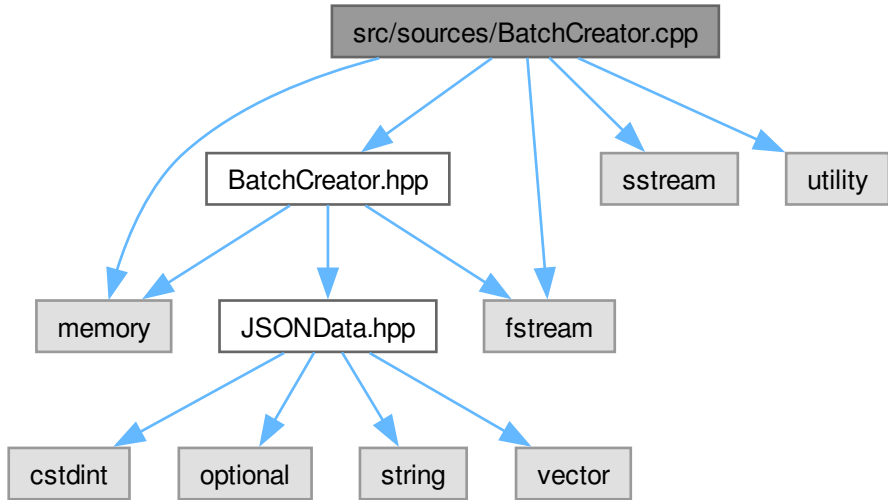 src/sources/BatchCreator.cpp
BatchCreator.hpp
sstream
utility
memory
JSONData.hpp
fstream
cstdint
optional
string
vector